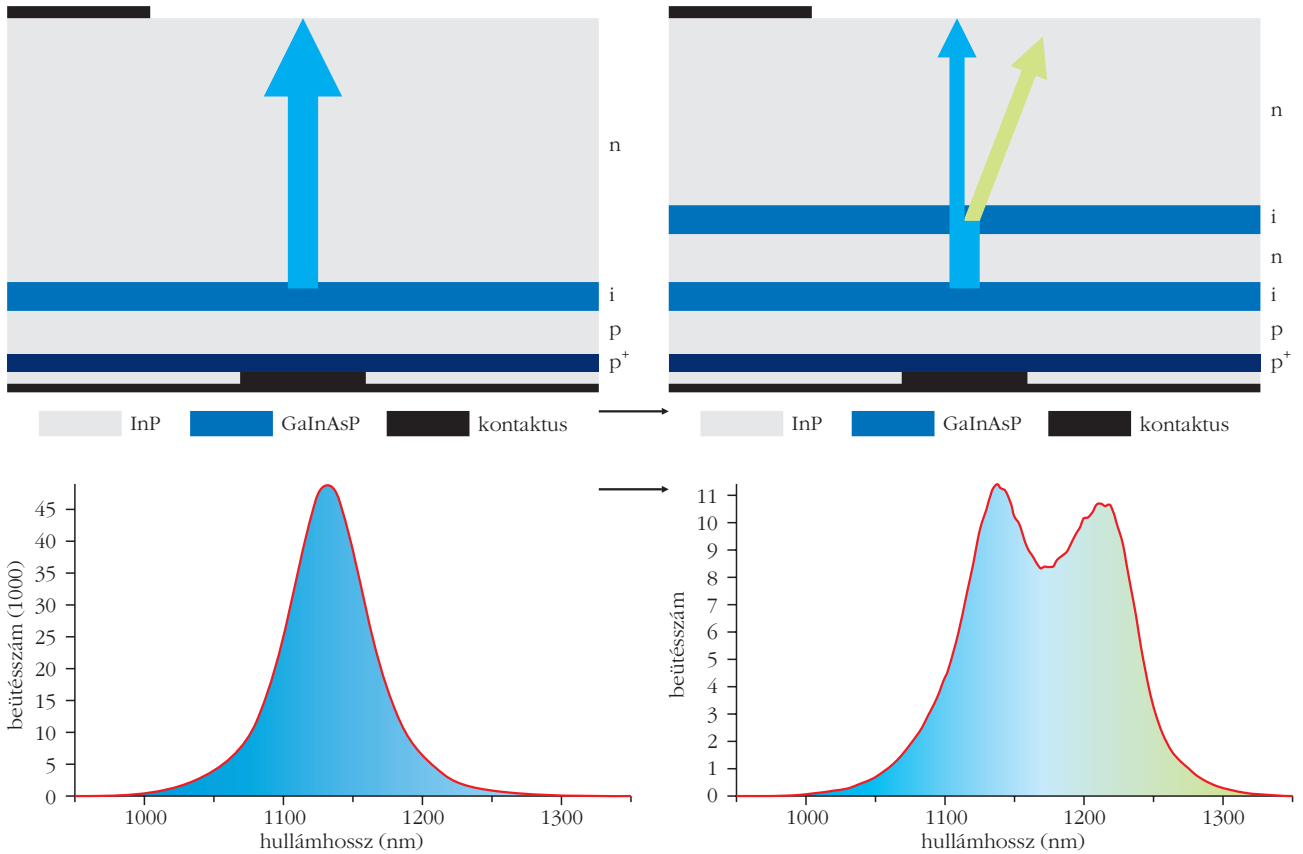 n
i
p
p⁺
n
i
n
i
p
p⁺
InP GaInAsP kontaktus
InP GaInAsP kontaktus
beütésszám (1000)
45
40
35
30
25
20
15
10
5
0
1000 1100 1200 1300
hullámhossz (nm)
beütésszám
11
10
9
8
7
6
5
4
3
2
1
0
1000 1100 1200 1300
hullámhossz (nm)